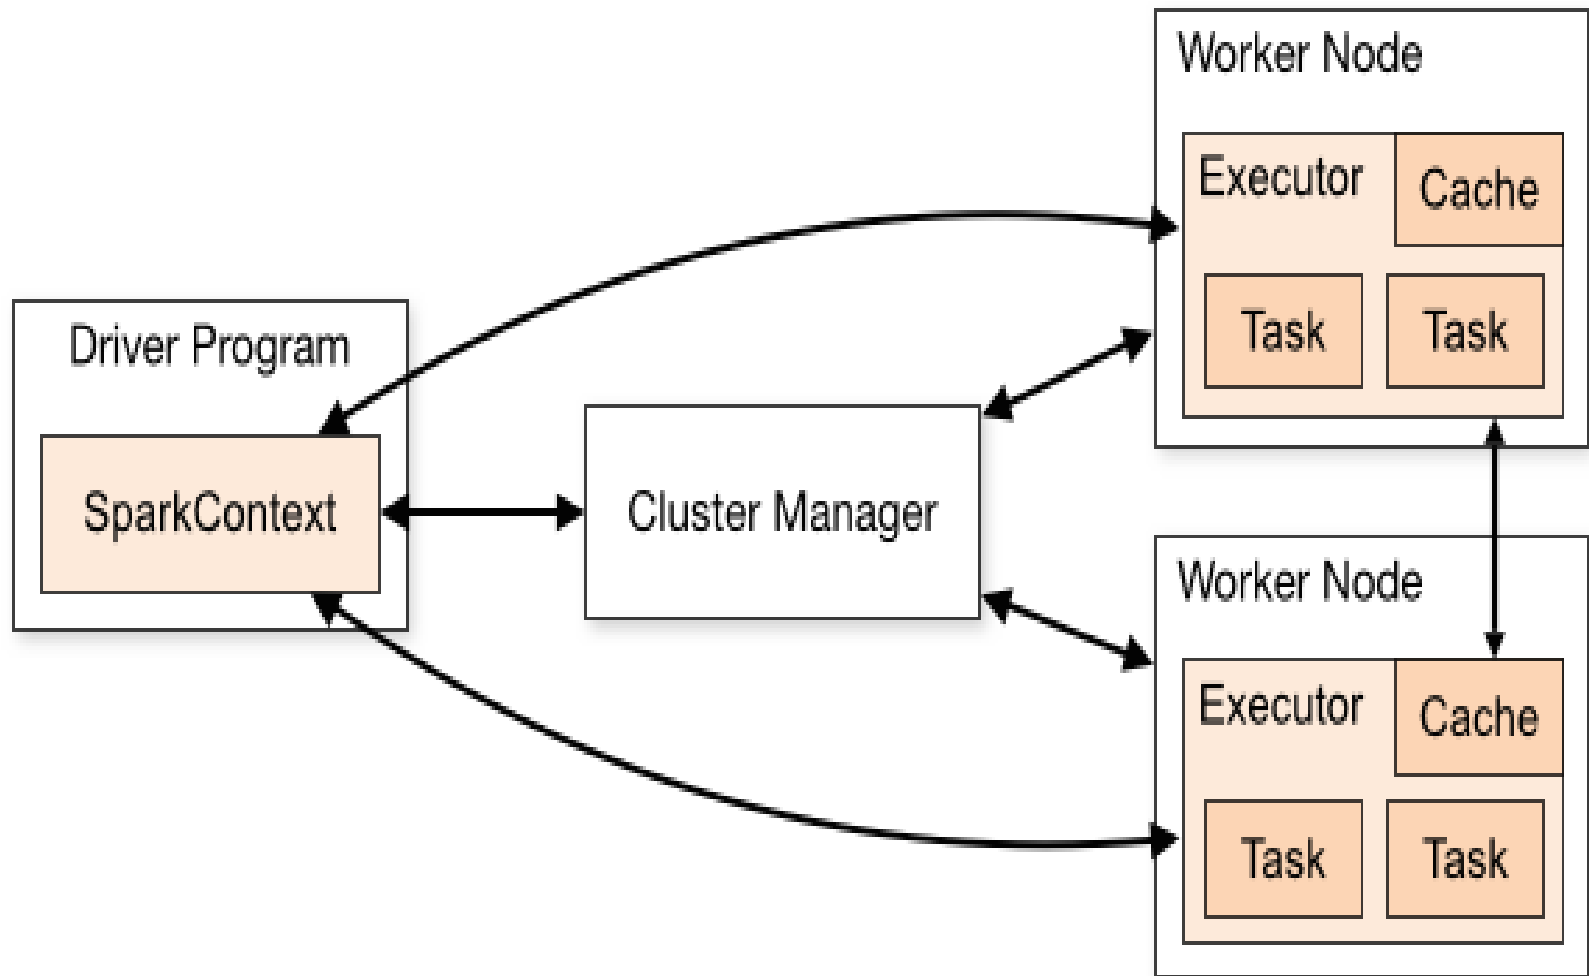 Driver Program
SparkContext
Cluster Manager
Worker Node
Executor
Cache
Task
Task
Worker Node
Executor
Cache
Task
Task